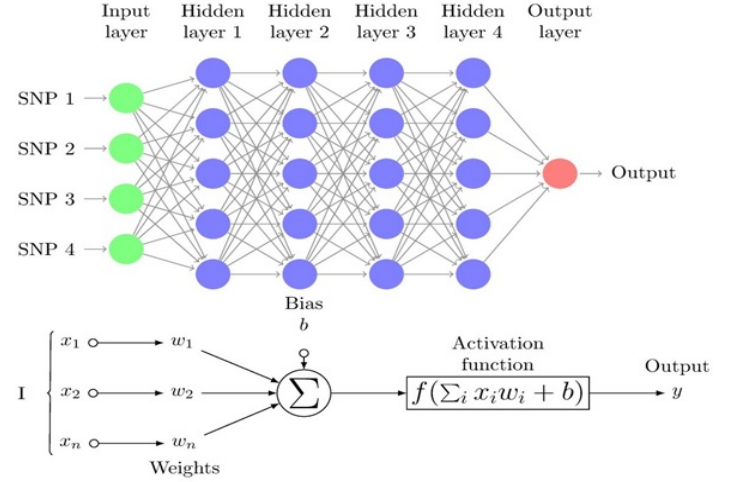 Input layer
Hidden layer 1
Hidden layer 2
Hidden layer 3
Hidden layer 4
Output layer
SNP 1
SNP 2
SNP 3
SNP 4
Output
Bias
b
x₁
w₁
x₂
w₂
xₙ
wₙ
I
Weights
∑
Activation function
f(∑ᵢ xᵢwᵢ + b)
Output
y